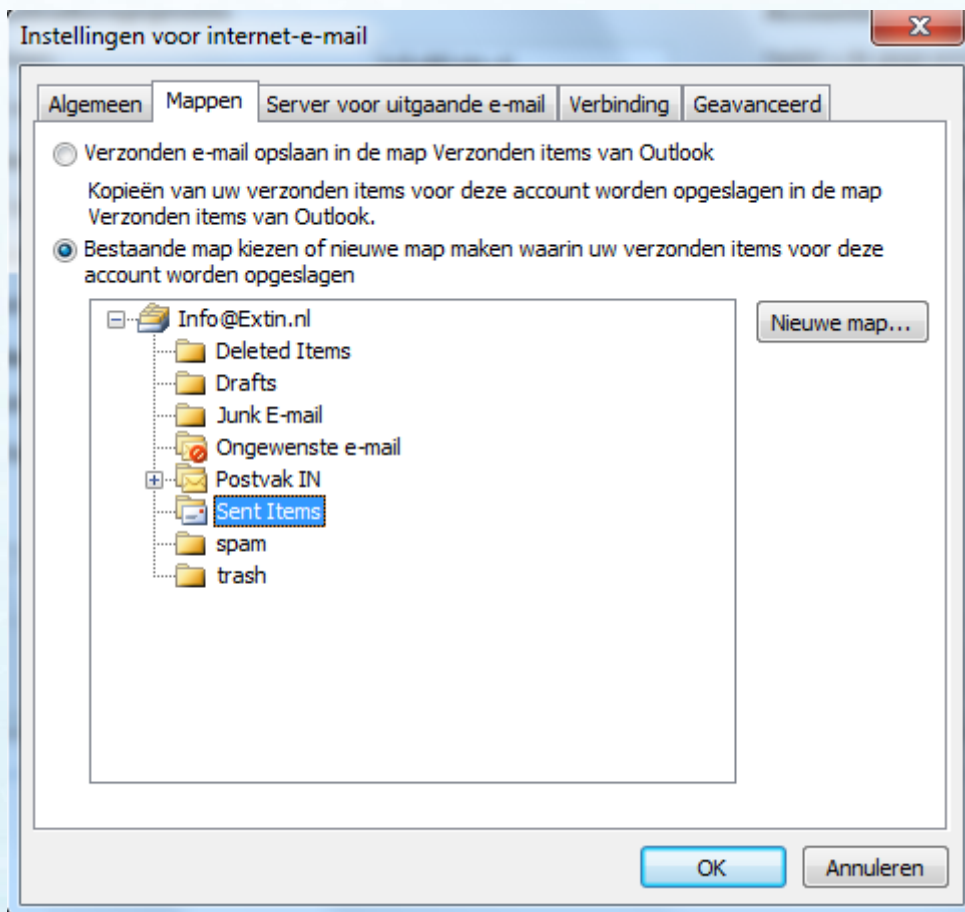 Instellingen voor internet-e-mail
Algemeen Mappen Server voor uitgaande e-mail Verbinding Geavanceerd
Verzonden e-mail opslaan in de map Verzonden items van Outlook
Kopieën van uw verzonden items voor deze account worden opgeslagen in de map
Verzonden items van Outlook.
Bestaande map kiezen of nieuwe map maken waarin uw verzonden items voor deze
account worden opgeslagen
Info@Extin.nl
Nieuwe map...
Deleted Items
Drafts
Junk E-mail
Ongewenste e-mail
Postvak IN
Sent Items
spam
trash
OK Annuleren